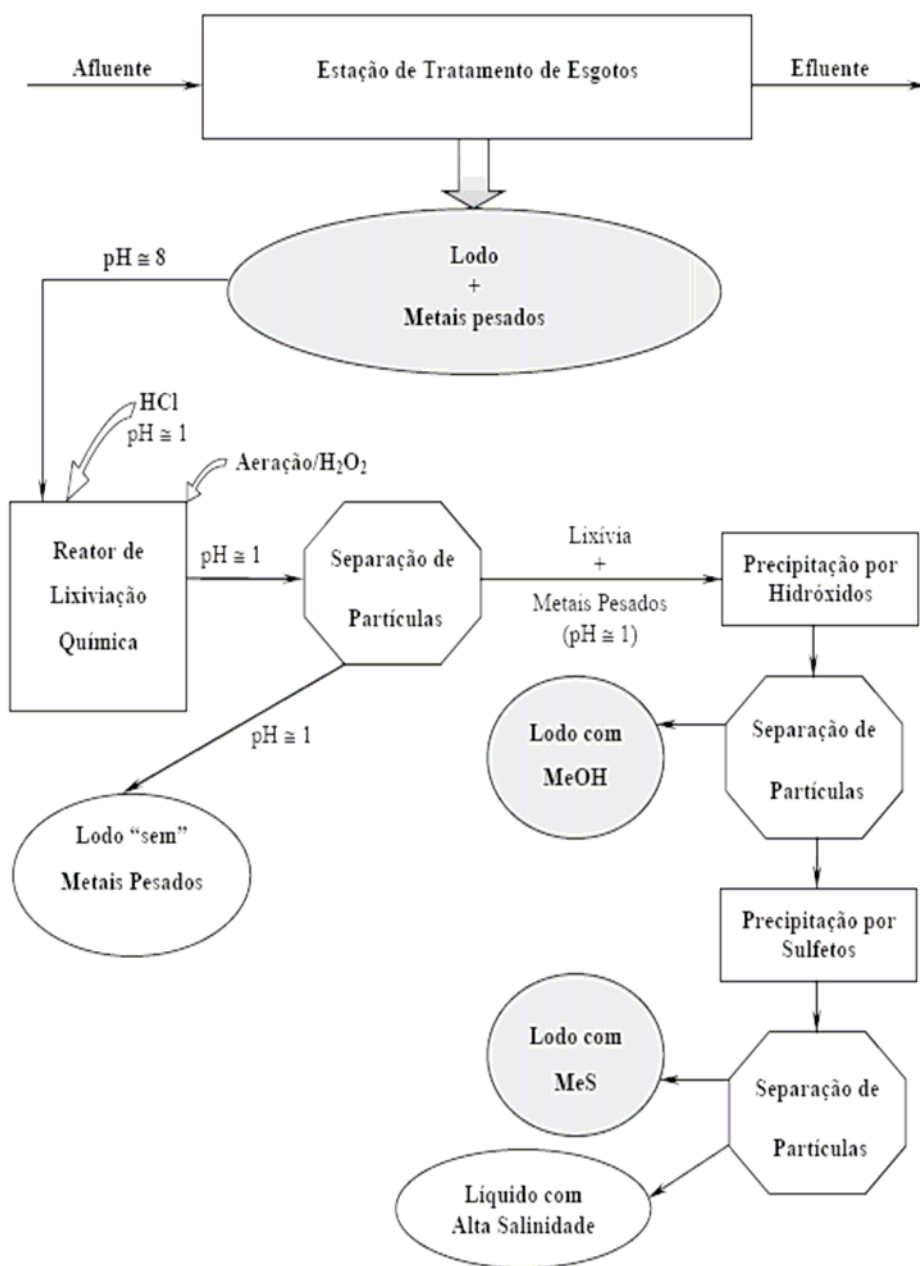 Afluente
Estação de Tratamento de Esgotos
Efluente
pH ≅ 8
Lodo
+
Metais pesados
HCl
pH ≅ 1
Aeração/H₂O₂
Reator de
Lixiviação
Química
pH ≅ 1
Separação de
Partículas
Lixívia
+
Metais Pesados
(pH ≅ 1)
Precipitação por
Hidróxidos
pH ≅ 1
Lodo com
MeOH
Separação de
Partículas
Lodo “sem”
Metais Pesados
Precipitação por
Sulfetos
Lodo com
MeS
Separação de
Partículas
Líquido com
Alta Salinidade